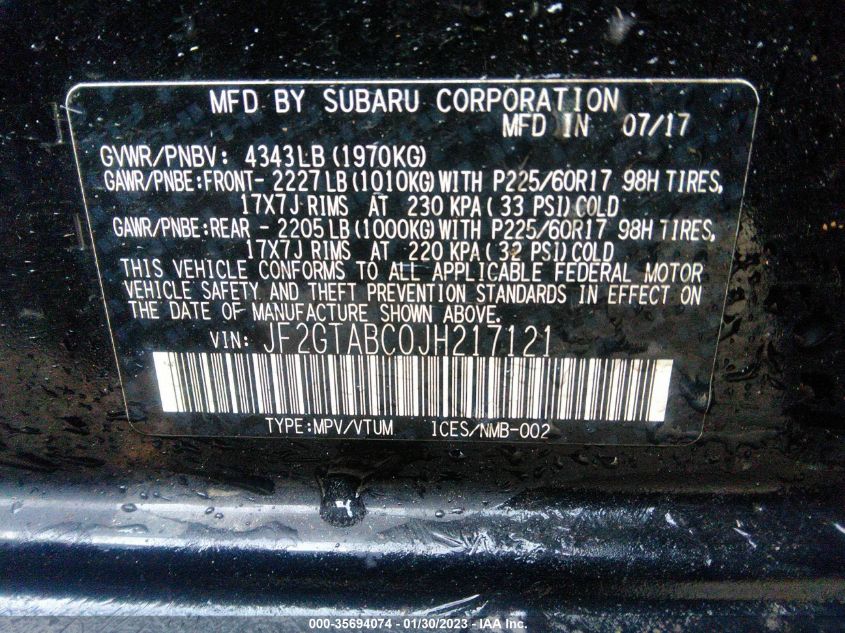 MFD BY SUBARU CORPORATION
MFD IN 07/17
GVWR/PNBV: 4343LB (1970KG)
GAWR/PNBE:FRONT- 2227LB (1010KG) WITH P225/60R17 98H TIRES,
17X7J RIMS AT 230 KPA ( 33 PSI) COLD
GAWR/PNBE:REAR - 2205LB (1000KG) WITH P225/60R17 98H TIRES,
17X7J RIMS AT 220 KPA ( 32 PSI) COLD
THIS VEHICLE CONFORMS TO ALL APPLICABLE FEDERAL MOTOR
VEHICLE SAFETY AND THEFT PREVENTION STANDARDS IN EFFECT ON
THE DATE OF MANUFACTURE SHOWN ABOVE.
VIN: JF2GTABC0JH217121
TYPE:MPV/VTUM ICES/NMB-002
000-35694074 - 01/30/2023 - IAA Inc.